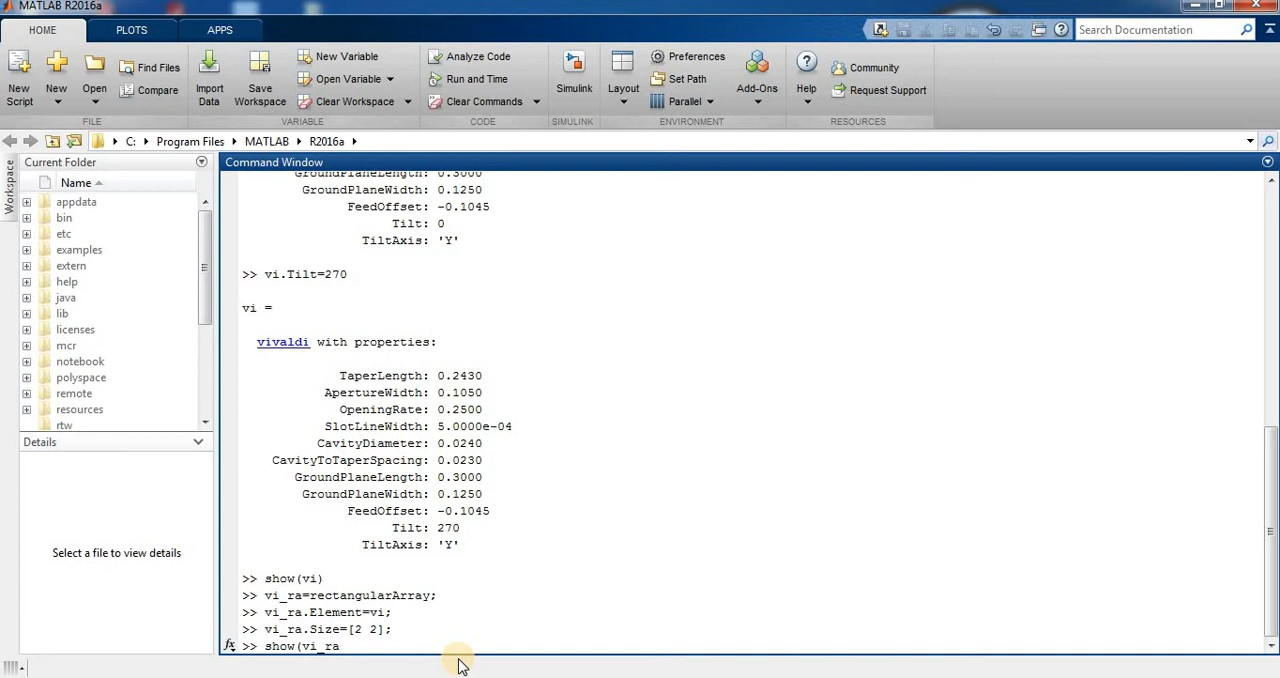 MATLAB R2016a
HOME PLOTS APPS
Search Documentation
New Script
New
Open
Find Files
Compare
FILE
Import Data
Save Workspace
New Variable
Open Variable
Clear Workspace
VARIABLE
Analyze Code
Run and Time
Clear Commands
CODE
Simulink
SIMULINK
Layout
Preferences
Set Path
Parallel
ENVIRONMENT
Add-Ons
Help
Community
Request Support
RESOURCES
C: Program Files MATLAB R2016a
Workspace
Current Folder
Name
appdata
bin
etc
examples
extern
help
java
lib
licenses
mcr
notebook
polyspace
remote
resources
rtw
Details
Select a file to view details
Command Window
GroundPlaneLength: 0.3000
GroundPlaneWidth: 0.1250
FeedOffset: -0.1045
Tilt: 0
TiltAxis: 'Y'
>> vi.Tilt=270
vi =
vivaldi with properties:
TaperLength: 0.2430
ApertureWidth: 0.1050
OpeningRate: 0.2500
SlotLineWidth: 5.0000e-04
CavityDiameter: 0.0240
CavityToTaperSpacing: 0.0230
GroundPlaneLength: 0.3000
GroundPlaneWidth: 0.1250
FeedOffset: -0.1045
Tilt: 270
TiltAxis: 'Y'
>> show(vi)
>> vi_ra=rectangularArray;
>> vi_ra.Element=vi;
>> vi_ra.Size=[2 2];
fx >> show(vi_ra